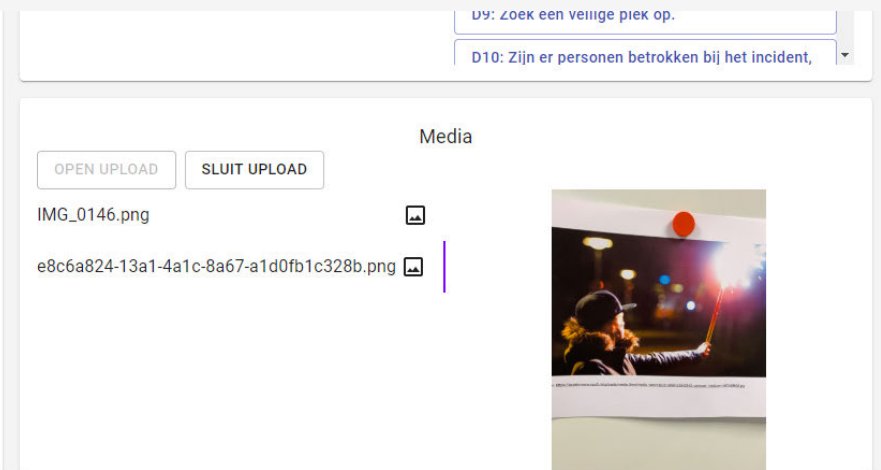 D9: Zoek een veilige plek op.
D10: Zijn er personen betrokken bij het incident,
Media
OPEN UPLOAD
SLUIT UPLOAD
IMG_0146.png
e8c6a824-13a1-4a1c-8a67-a1d0fb1c328b.png